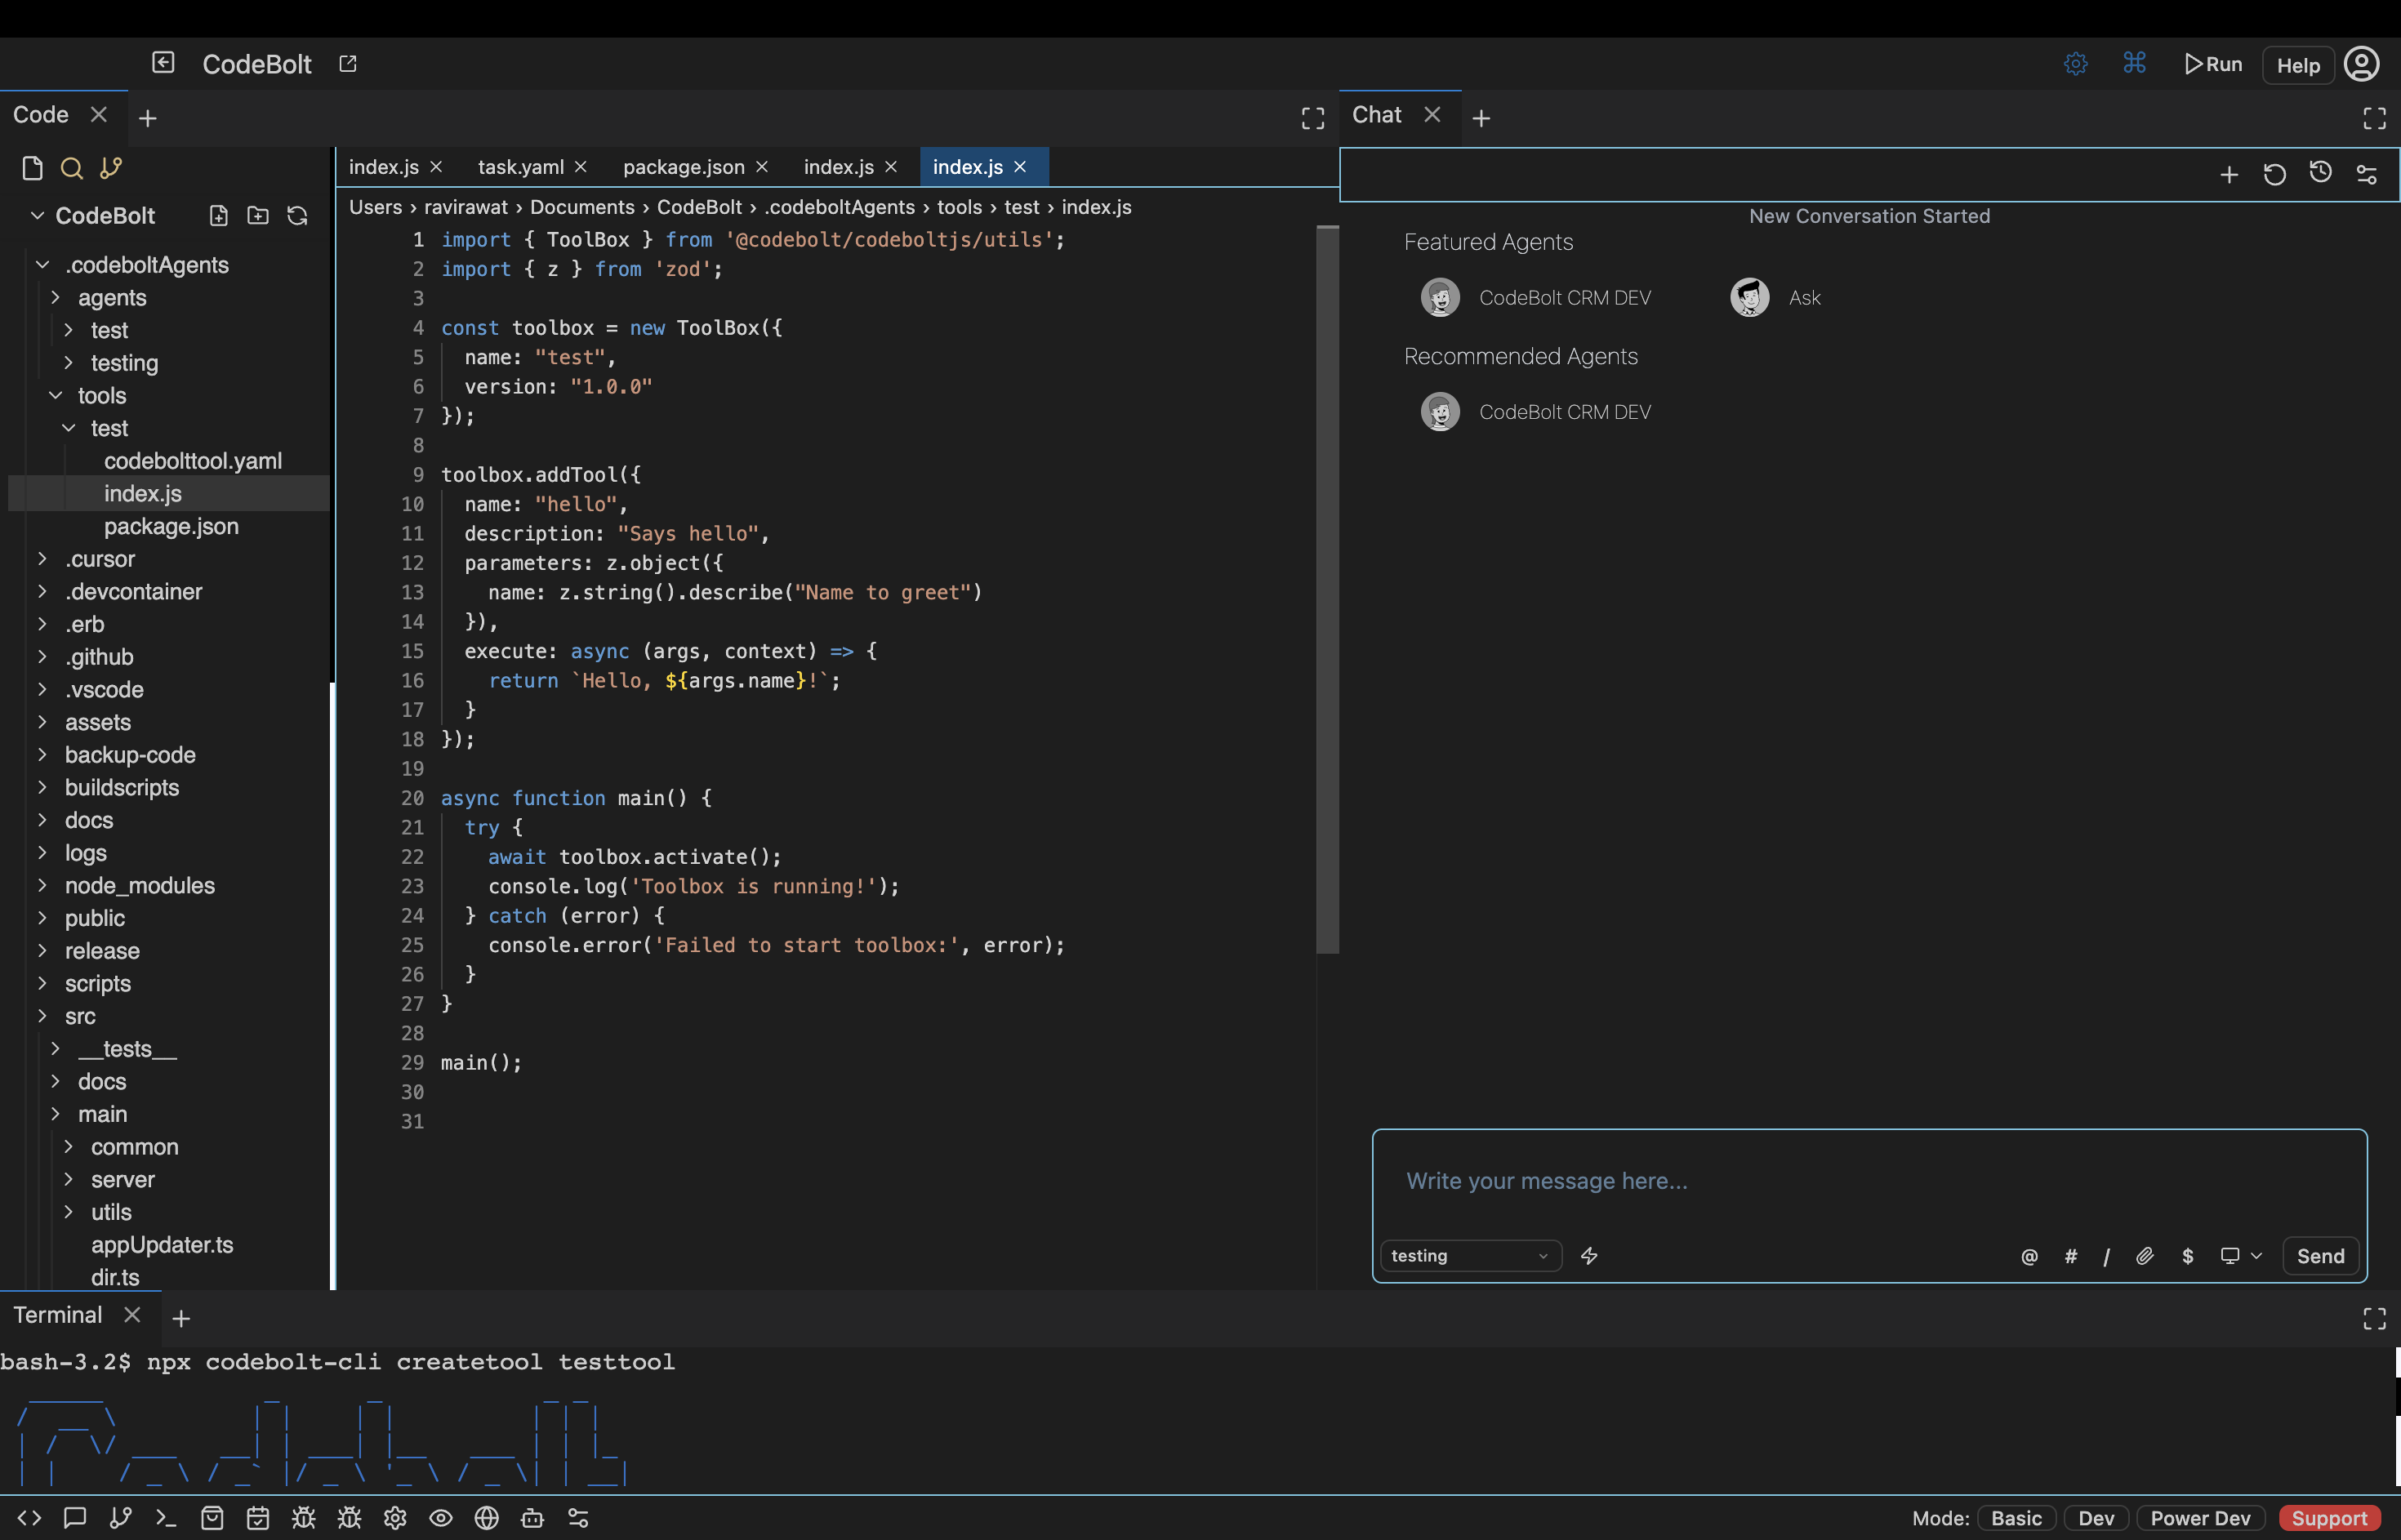 CodeBolt
Run
Help
Code
Chat
index.js
task.yaml
package.json
index.js
index.js
CodeBolt
.codeboltAgents
agents
test
testing
tools
test
codebolttool.yaml
index.js
package.json
.cursor
.devcontainer
.erb
.github
.vscode
assets
backup-code
buildscripts
docs
logs
node_modules
public
release
scripts
src
__tests__
docs
main
common
server
utils
appUpdater.ts
dir.ts
Users › ravirawat › Documents › CodeBolt › .codeboltAgents › tools › test › index.js
1 import { ToolBox } from '@codebolt/codeboltjs/utils';
2 import { z } from 'zod';
3
4 const toolbox = new ToolBox({
5 name: "test",
6 version: "1.0.0"
7 });
8
9 toolbox.addTool({
10 name: "hello",
11 description: "Says hello",
12 parameters: z.object({
13 name: z.string().describe("Name to greet")
14 }),
15 execute: async (args, context) => {
16 return `Hello, ${args.name}!`;
17 }
18 });
19
20 async function main() {
21 try {
22 await toolbox.activate();
23 console.log('Toolbox is running!');
24 } catch (error) {
25 console.error('Failed to start toolbox:', error);
26 }
27 }
28
29 main();
30
31
New Conversation Started
Featured Agents
CodeBolt CRM DEV
Ask
Recommended Agents
CodeBolt CRM DEV
Write your message here...
testing
@ # / $
Send
Terminal
bash-3.2$ npx codebolt-cli createtool testtool
Mode: Basic Dev Power Dev Support